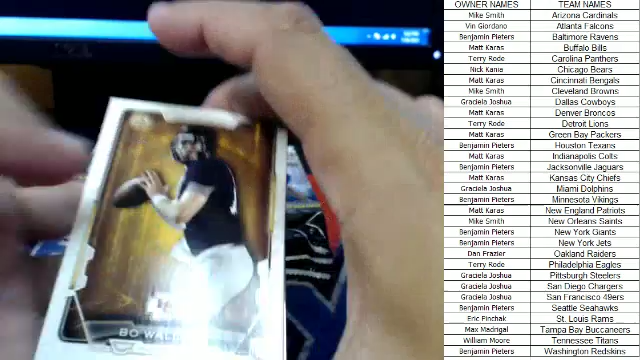 OWNER NAMES TEAM NAMES
Mike Smith Arizona Cardinals
Vin Giordano Atlanta Falcons
Benjamin Pieters Baltimore Ravens
Matt Karas Buffalo Bills
Terry Rode Carolina Panthers
Nick Kania Chicago Bears
Matt Karas Cincinnati Bengals
Mike Smith Cleveland Browns
Graciela Joshua Dallas Cowboys
Matt Karas Denver Broncos
Terry Rode Detroit Lions
Matt Karas Green Bay Packers
Benjamin Pieters Houston Texans
Matt Karas Indianapolis Colts
Benjamin Pieters Jacksonville Jaguars
Matt Karas Kansas City Chiefs
Graciela Joshua Miami Dolphins
Benjamin Pieters Minnesota Vikings
Matt Karas New England Patriots
Mike Smith New Orleans Saints
Benjamin Pieters New York Giants
Benjamin Pieters New York Jets
Dan Frazier Oakland Raiders
Terry Rode Philadelphia Eagles
Graciela Joshua Pittsburgh Steelers
Graciela Joshua San Diego Chargers
Graciela Joshua San Francisco 49ers
Benjamin Pieters Seattle Seahawks
Eric Finchak St. Louis Rams
Max Madrigal Tampa Bay Buccaneers
William Moore Tennessee Titans
Benjamin Pieters Washington Redskins
BO